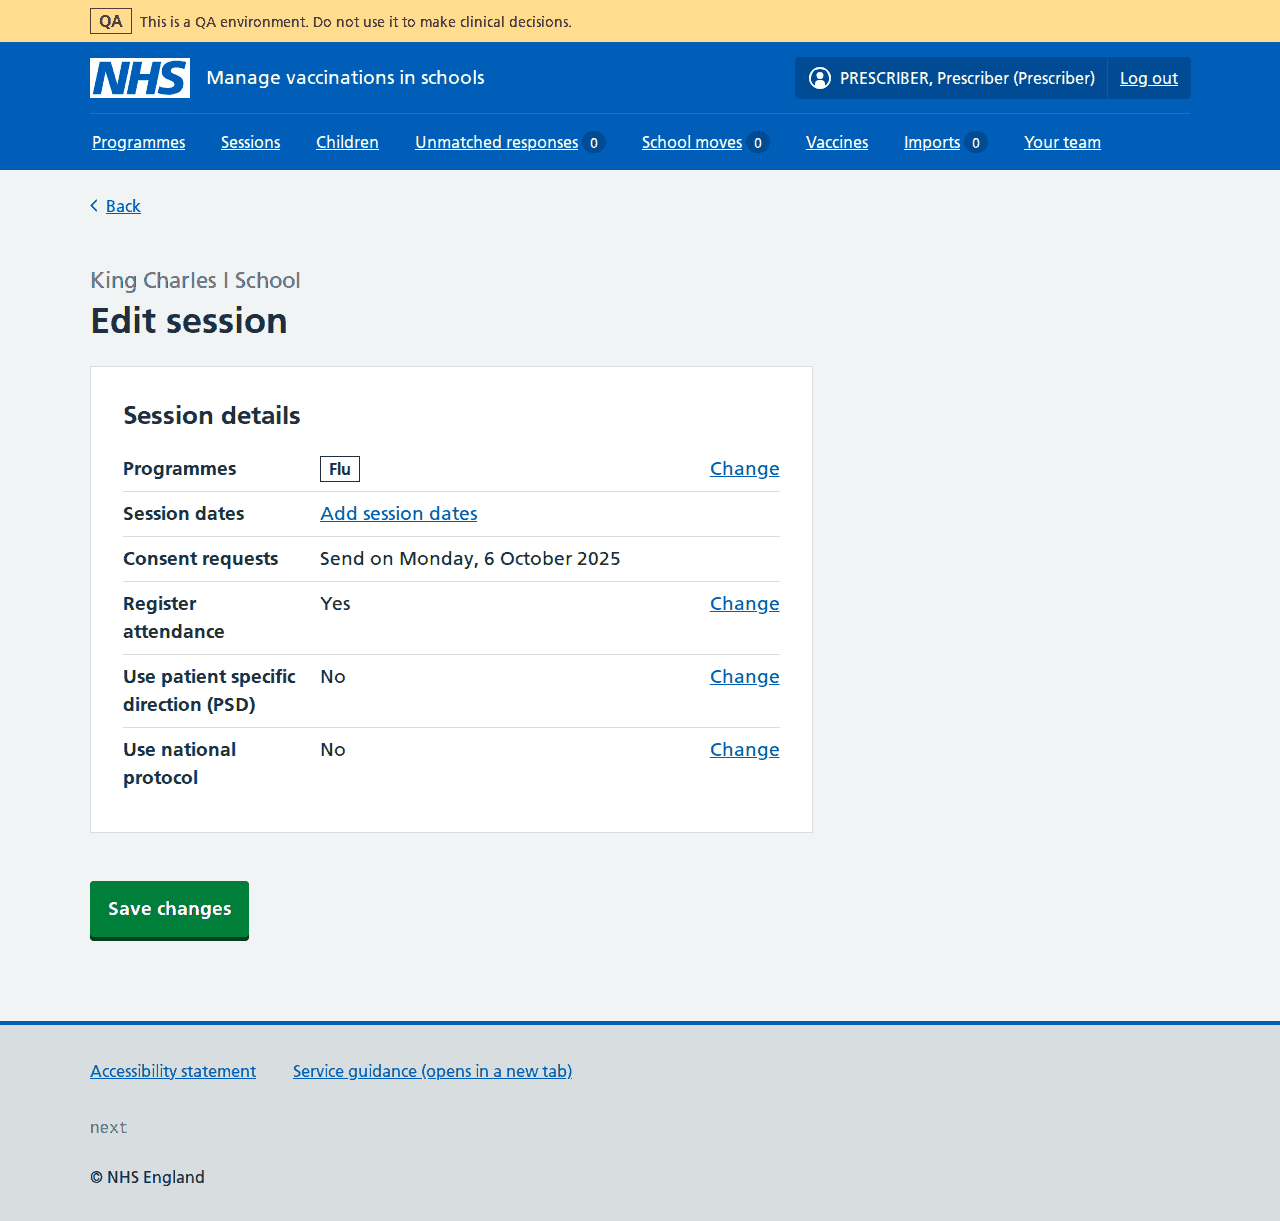 QA This is a QA environment. Do not use it to make clinical decisions.
NHS Manage vaccinations in schools PRESCRIBER, Prescriber (Prescriber) Log out
Programmes Sessions Children Unmatched responses 0 School moves 0 Vaccines Imports 0 Your team
Back
King Charles I School
Edit session
Session details
Programmes Flu Change
Session dates Add session dates
Consent requests Send on Monday, 6 October 2025
Register Yes Change
attendance
Use patient specific No Change
direction (PSD)
Use national No Change
protocol
Save changes
Accessibility statement Service guidance (opens in a new tab)
next
© NHS England